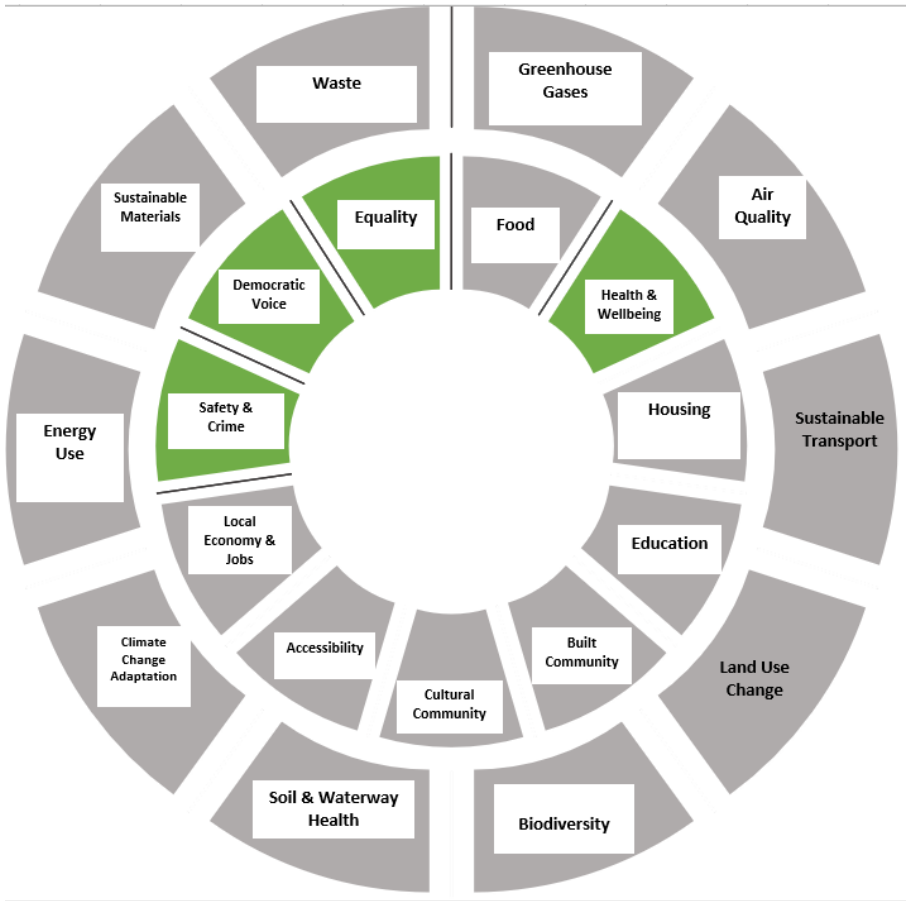 Waste
Greenhouse
Gases
Sustainable
Materials
Air
Quality
Equality
Food
Democratic
Voice
Health &
Wellbeing
Safety &
Crime
Housing
Energy
Use
Sustainable
Transport
Local
Economy &
Jobs
Education
Climate
Change
Adaptation
Accessibility
Built
Community
Land Use
Change
Cultural
Community
Soil & Waterway
Health
Biodiversity